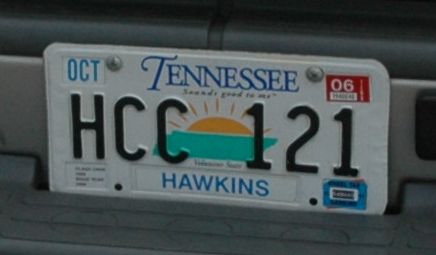 OCT TENNESSEE 06
Sounds good to me
HCC 121
Volunteer State
HAWKINS